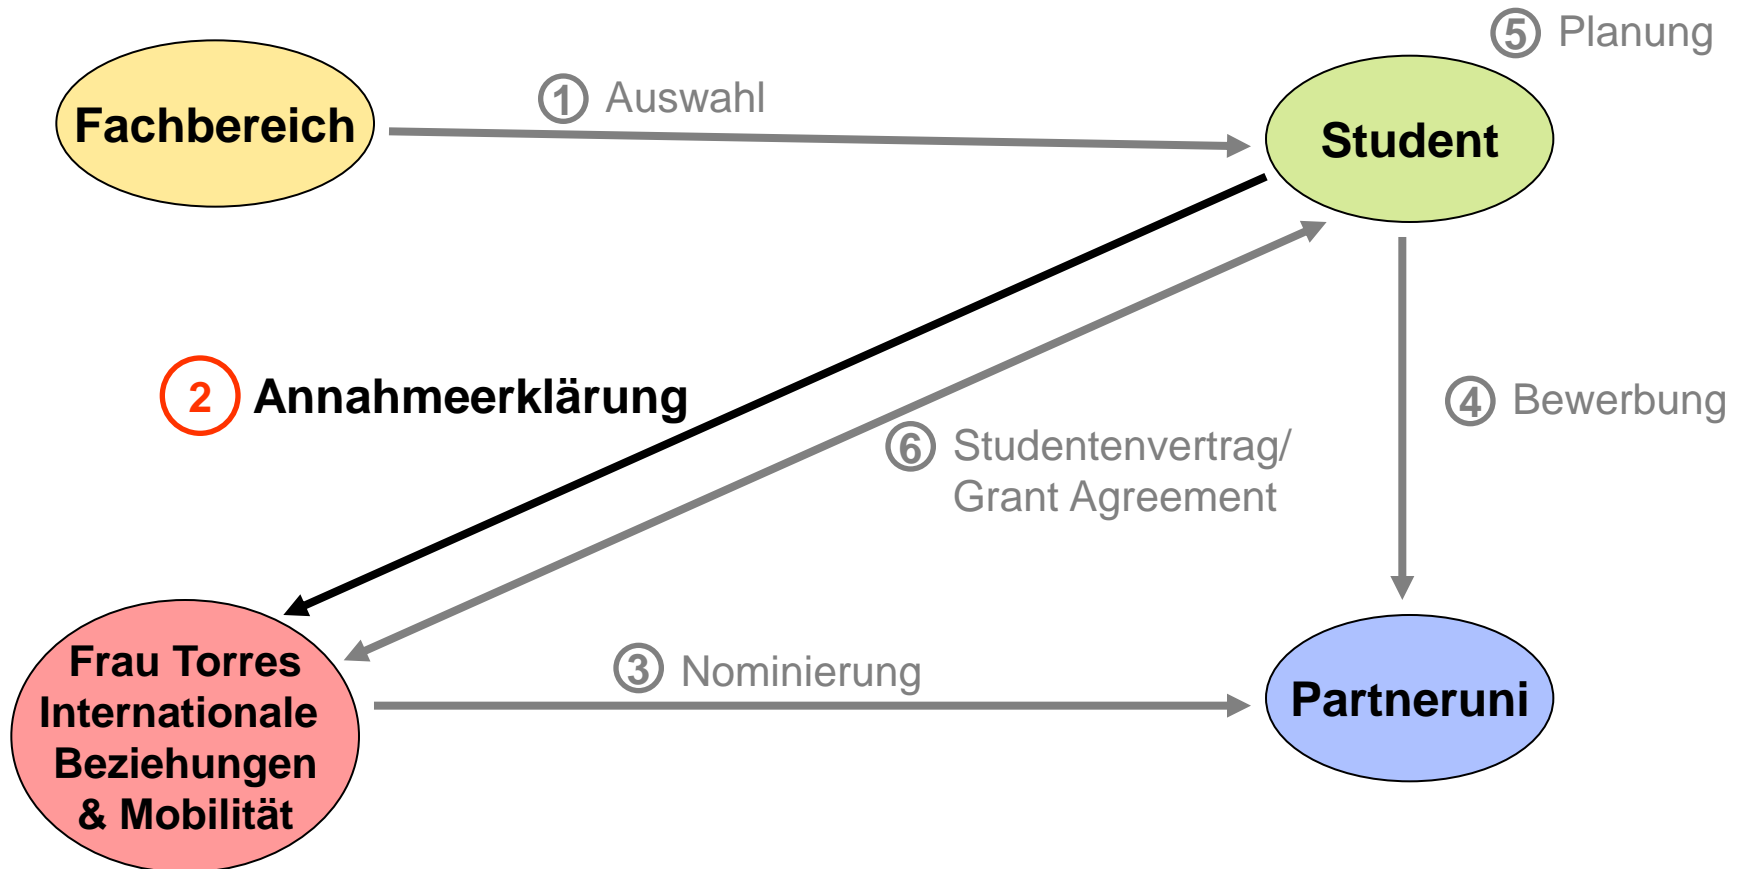 ⑤ Planung
Fachbereich
① Auswahl
Student
② Annahmeerklärung
④ Bewerbung
⑥ Studentenvertrag/
Grant Agreement
Frau Torres
Internationale
Beziehungen
& Mobilität
③ Nominierung
Partneruni